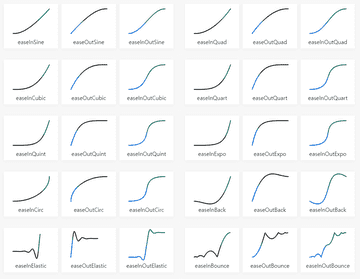 easeInSine easeOutSine easeInOutSine easeInQuad easeOutQuad easeInOutQuad
easeInCubic easeOutCubic easeInOutCubic easeInQuart easeOutQuart easeInOutQuart
easeInQuint easeOutQuint easeInOutQuint easeInExpo easeOutExpo easeInOutExpo
easeInCirc easeOutCirc easeInOutCirc easeInBack easeOutBack easeInOutBack
easeInElastic easeOutElastic easeInOutElastic easeInBounce easeOutBounce easeInOutBounce